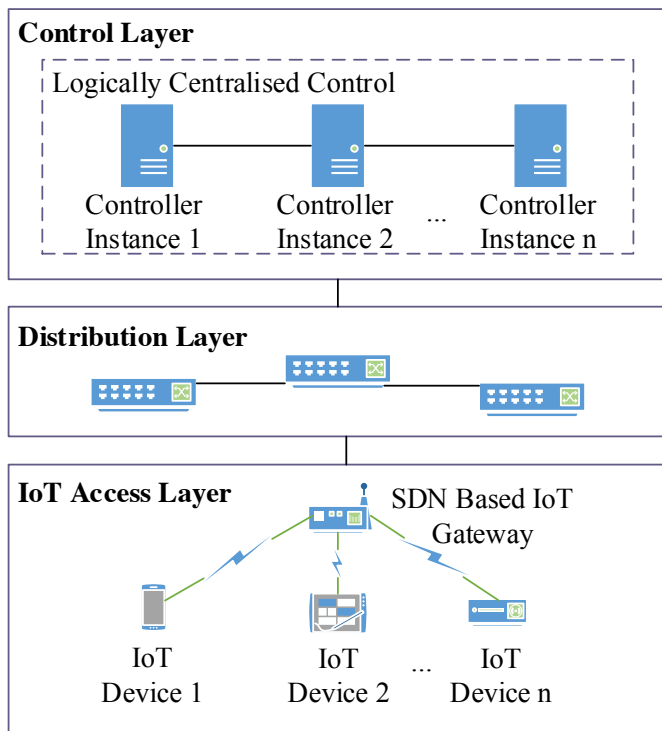 Control Layer
Logically Centralised Control
Controller Instance 1
Controller Instance 2
...
Controller Instance n
Distribution Layer
IoT Access Layer
SDN Based IoT
Gateway
IoT
Device 1
IoT
Device 2
...
IoT
Device n